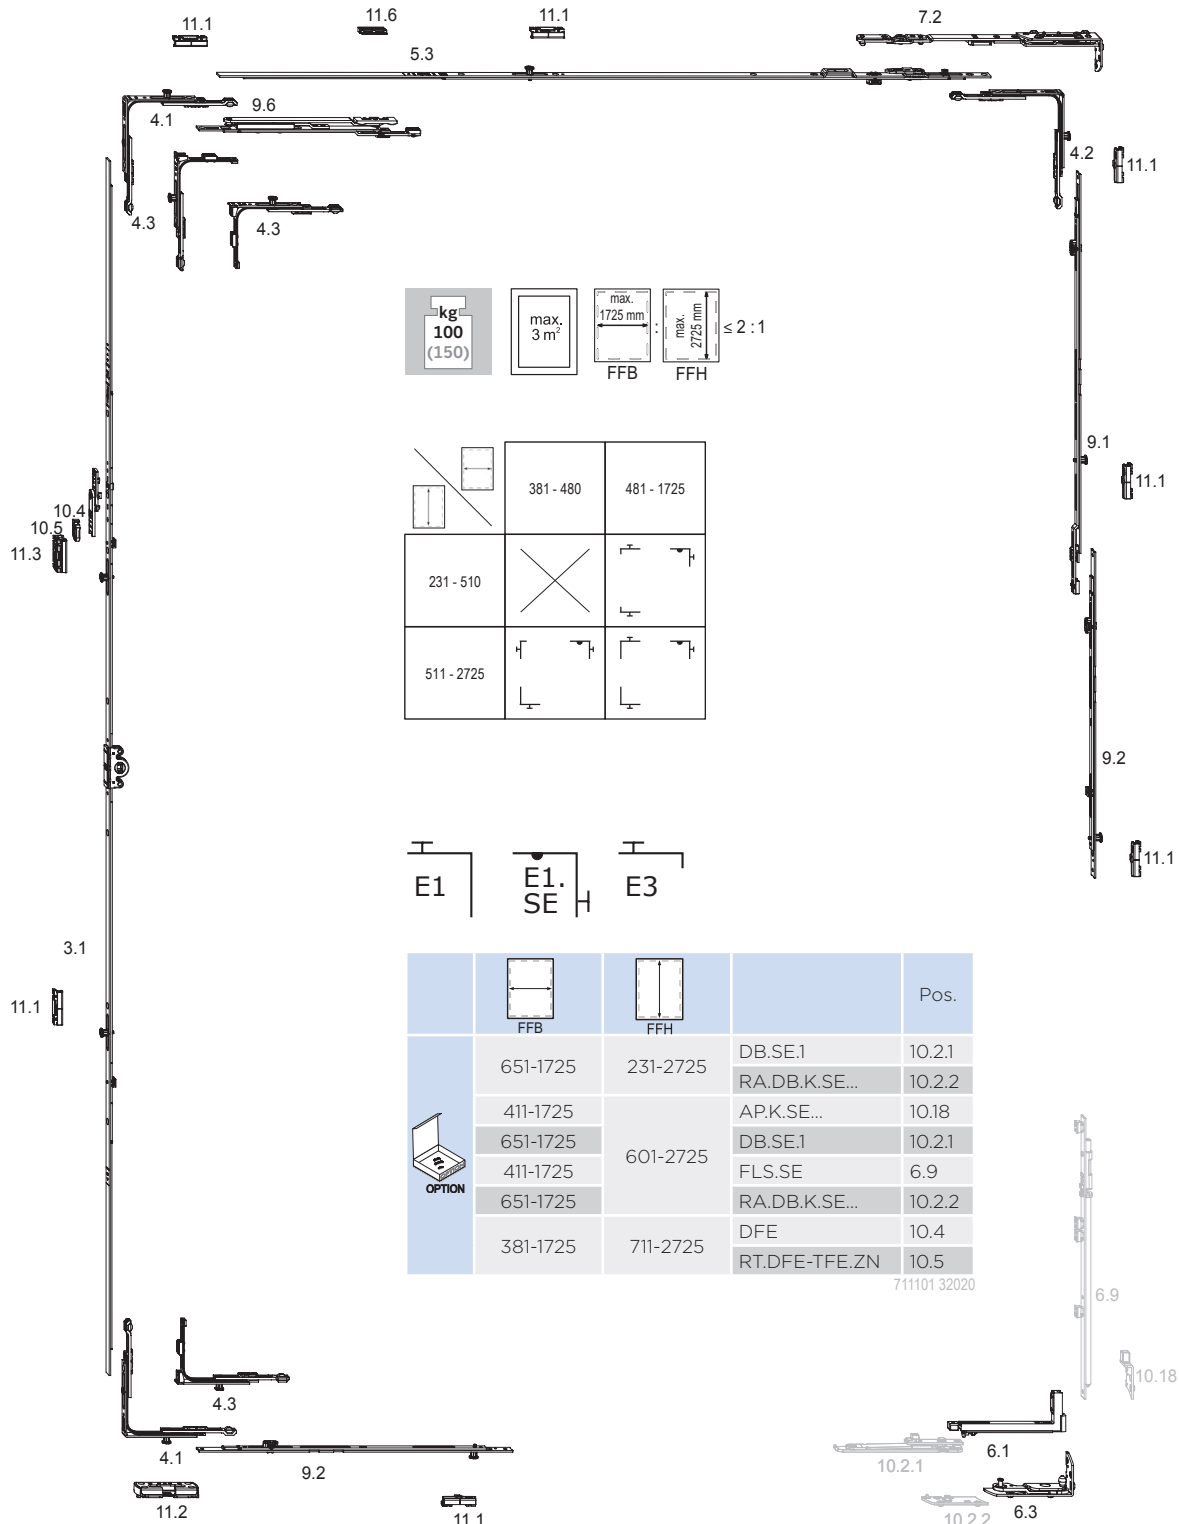 11.1
11.6
11.1
7.2
5.3
4.1
9.6
4.2
11.1
4.3
4.3
kg
100
(150)
max.
3 m²
max.
1725 mm
FFB
:
max.
2725 mm
FFH
≤ 2 : 1
9.1
11.1
381 - 480
481 - 1725
10.4
10.5
11.3
231 - 510
511 - 2725
9.2
11.1
E1
E1.
SE
E3
3.1
11.1
FFB
FFH
Pos.
651-1725
231-2725
DB.SE.1
10.2.1
RA.DB.K.SE...
10.2.2
OPTION
411-1725
601-2725
AP.K.SE...
10.18
651-1725
DB.SE.1
10.2.1
411-1725
FLS.SE
6.9
651-1725
RA.DB.K.SE...
10.2.2
381-1725
711-2725
DFE
10.4
RT.DFE-TFE.ZN
10.5
711101 32020
6.9
10.18
4.3
4.1
9.2
6.1
10.2.1
11.2
11.1
10.2.2
6.3